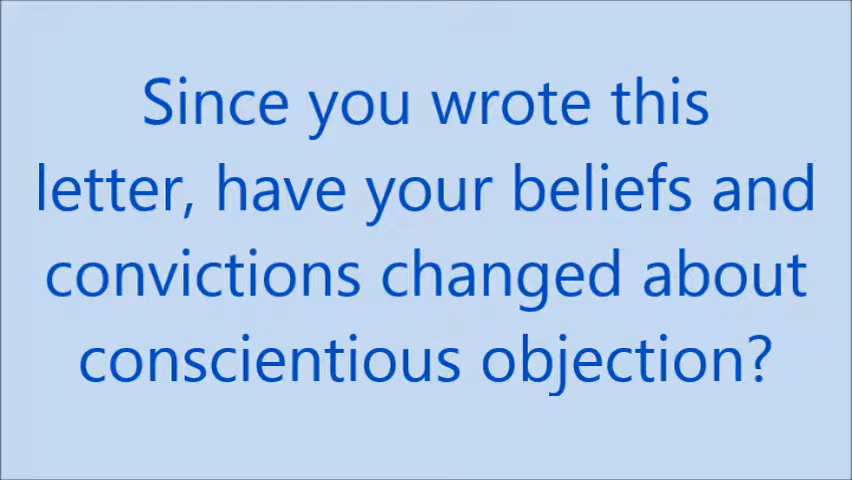 Since you wrote this
letter, have your beliefs and
convictions changed about
conscientious objection?